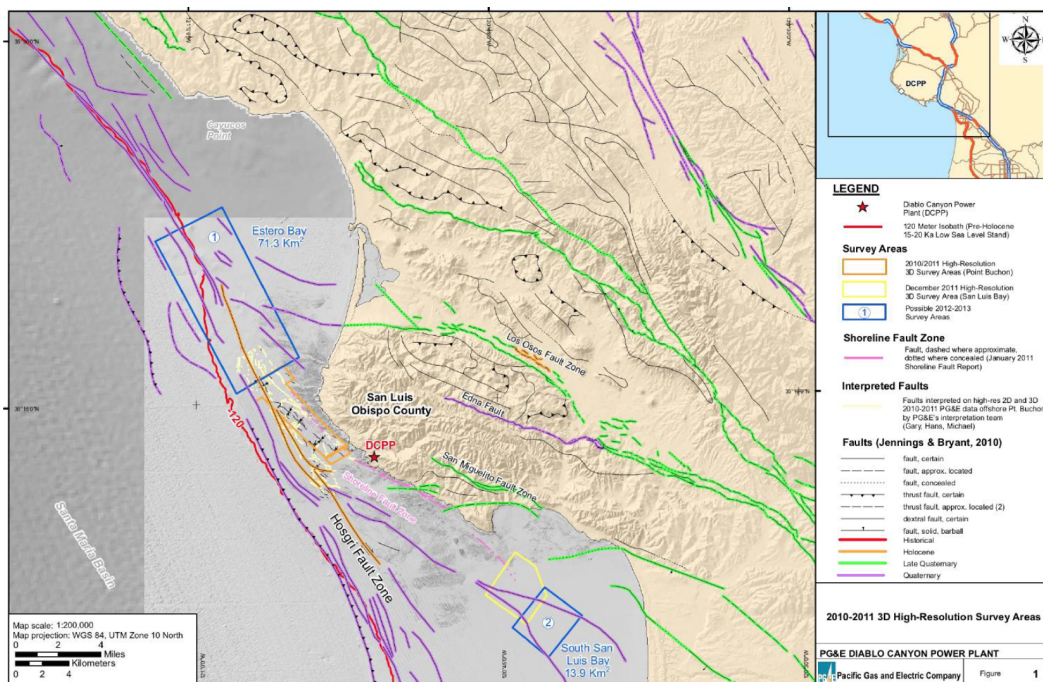 Cayucos
Point
Estero Bay
71.3 Km²
1
Los Osos Fault Zone
Edna Fault
San Luis
Obispo County
DCPP
120
San Miguelito Fault Zone
Shoreline Fault Zone
Hosgri Fault Zone
Santa Maria Basin
2
South San
Luis Bay
13.9 Km²
Map scale: 1:200,000
Map projection: WGS 84, UTM Zone 10 North
0 2 4
Miles
Kilometers
0 2 4
DCPP
N
W
S
LEGEND
Diablo Canyon Power
Plant (DCPP)
120 Meter Isobath (Pre-Holocene
15-20 Ka Low Sea Level Stand)
Survey Areas
2010/2011 High-Resolution
3D Survey Areas (Point Buchon)
December 2011 High-Resolution
3D Survey Area (San Luis Bay)
1
Possible 2012-2013
Survey Areas
Shoreline Fault Zone
Fault, dashed where approximate,
dotted where concealed (January 2011
Shoreline Fault Report)
Interpreted Faults
Faults interpreted on high-res 2D and 3D
2010-2011 PG&E data offshore Pt. Buchon
by PG&E's interpretation team
(Gary, Hans, Michael)
Faults (Jennings & Bryant, 2010)
fault, certain
fault, approx. located
fault, concealed
thrust fault, certain
thrust fault, approx. located (2)
dextral fault, certain
fault, solid, barball
Historical
Holocene
Late Quaternary
Quaternary
2010-2011 3D High-Resolution Survey Areas
PG&E DIABLO CANYON POWER PLANT
PG&E Pacific Gas and Electric Company
Figure 1